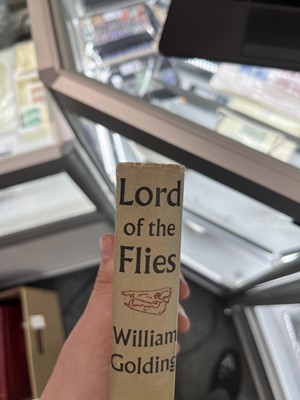 Lord
of the
Flies
William
Golding